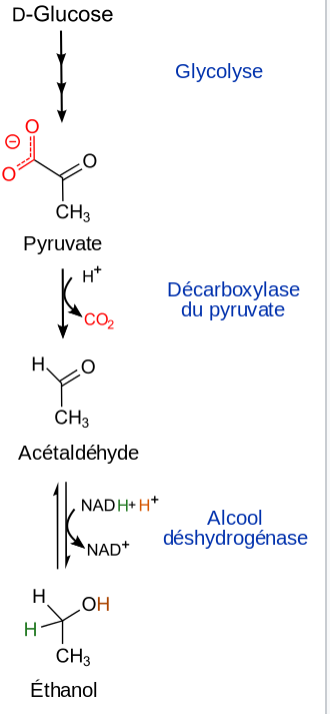 D-Glucose
Glycolyse
O
⊖
O
O
CH₃
Pyruvate
H⁺
CO₂
Décarboxylase
du pyruvate
H
O
CH₃
Acétaldéhyde
NADH + H⁺
NAD⁺
Alcool
déshydrogénase
H
OH
H
CH₃
Éthanol